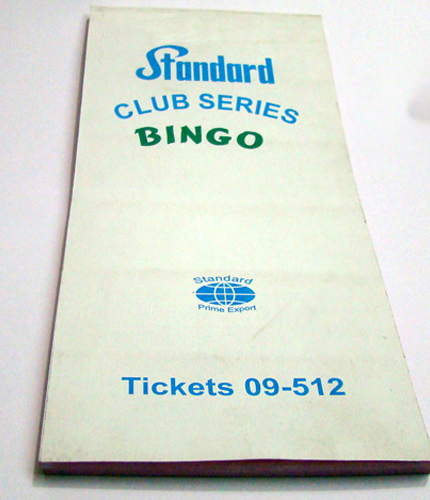 Standard
CLUB SERIES
BINGO
Standard
Prime Export
Tickets 09-512